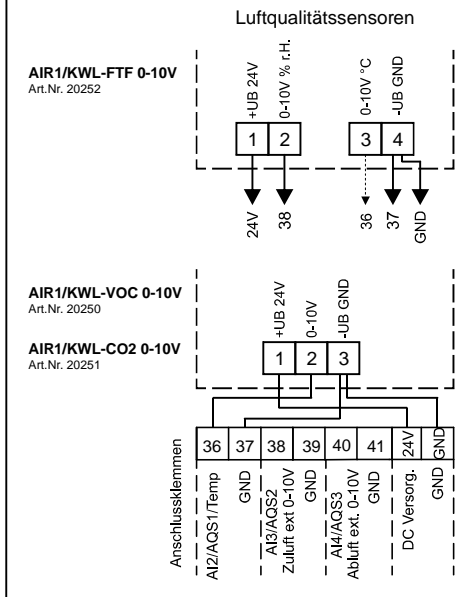 Luftqualitätssensoren
AIR1/KWL-FTF 0-10V
Art.Nr. 20252
+UB 24V
0-10V % r.H.
0-10V °C
-UB GND
1 2 3 4
24V
38
36
37
GND
AIR1/KWL-VOC 0-10V
Art.Nr. 20250
AIR1/KWL-CO2 0-10V
Art.Nr. 20251
+UB 24V
0-10V
-UB GND
1 2 3
Anschlussklemmen
36 37 38 39 40 41 24V GND
AI2/AQS1/Temp
GND
AI3/AQS2
Zuluft ext 0-10V
GND
AI4/AQS3
Abluft ext. 0-10V
GND
DC Versorg.
GND